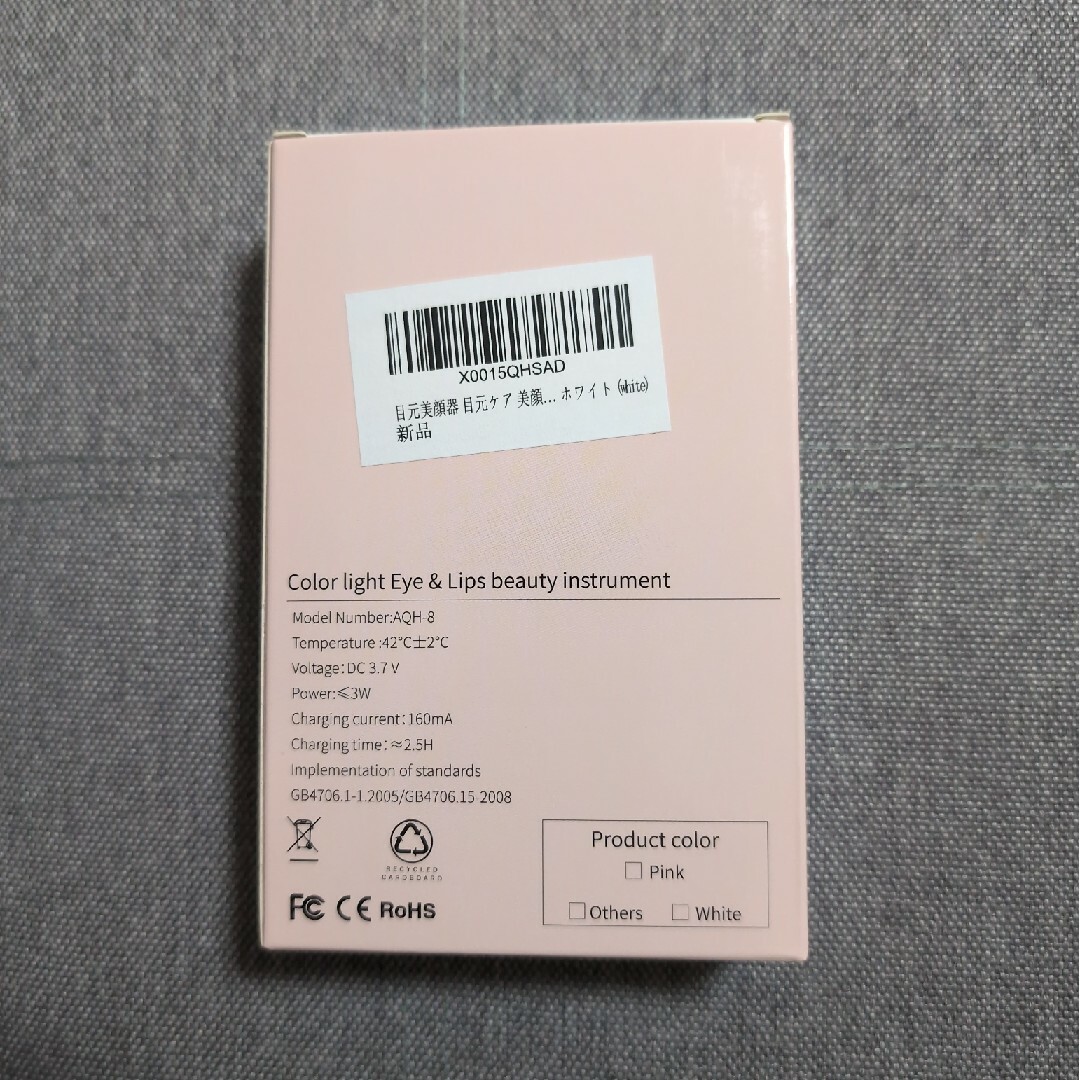 X0015QHSAD
目元美顔器 目元ケア 美顔... ホワイト (white)
新品
Color light Eye & Lips beauty instrument
Model Number:AQH-8
Temperature :42℃±2℃
Voltage:DC 3.7 V
Power:≤3W
Charging current:160mA
Charging time:≈2.5H
Implementation of standards
GB4706.1-1.2005/GB4706.15-2008
RECYCLED
CARDBOARD
FC CE RoHS
Product color
Pink
Others White